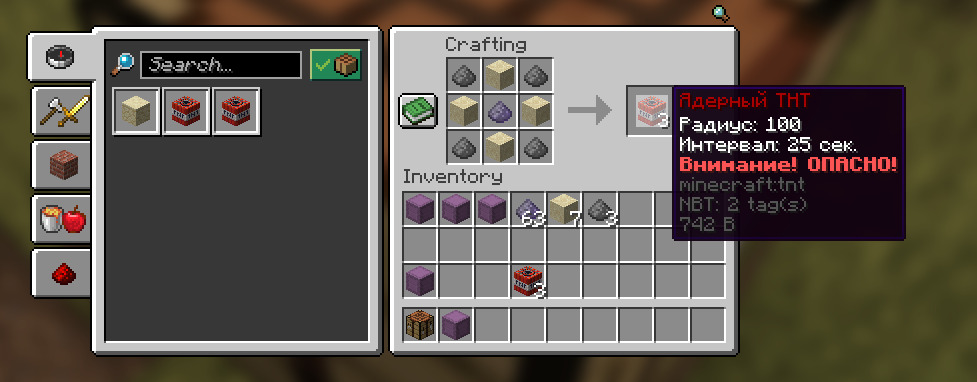 Crafting
Search...
3
Ядерный ТНТ
Радиус: 100
Интервал: 25 сек.
Внимание! ОПАСНО!
minecraft:tnt
NBT: 2 tag(s)
742 B
Inventory
63
7
3
3